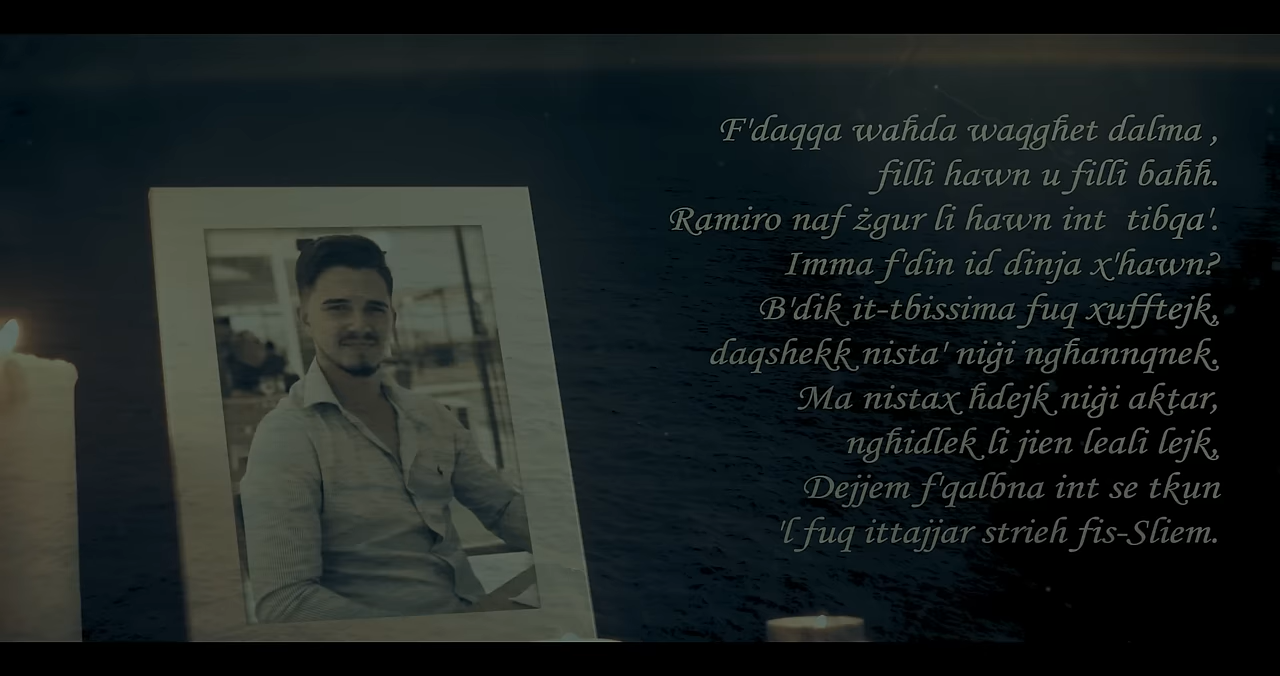 F'daqqa waħda waqgħet dalma ,
filli hawn u filli baħħ.
Ramiro naf żgur li hawn int tibqa'.
Imma f'din id dinja x'hawn?
B'dik it-tbissima fuq xufftejk,
daqshekk nista' niġi ngħannqnek.
Ma nistax ħdejk niġi aktar,
ngħidlek li jien leali lejk,
Dejjem f'qalbna int se tkun
'l fuq ittajjar strieh fis-Sliem.